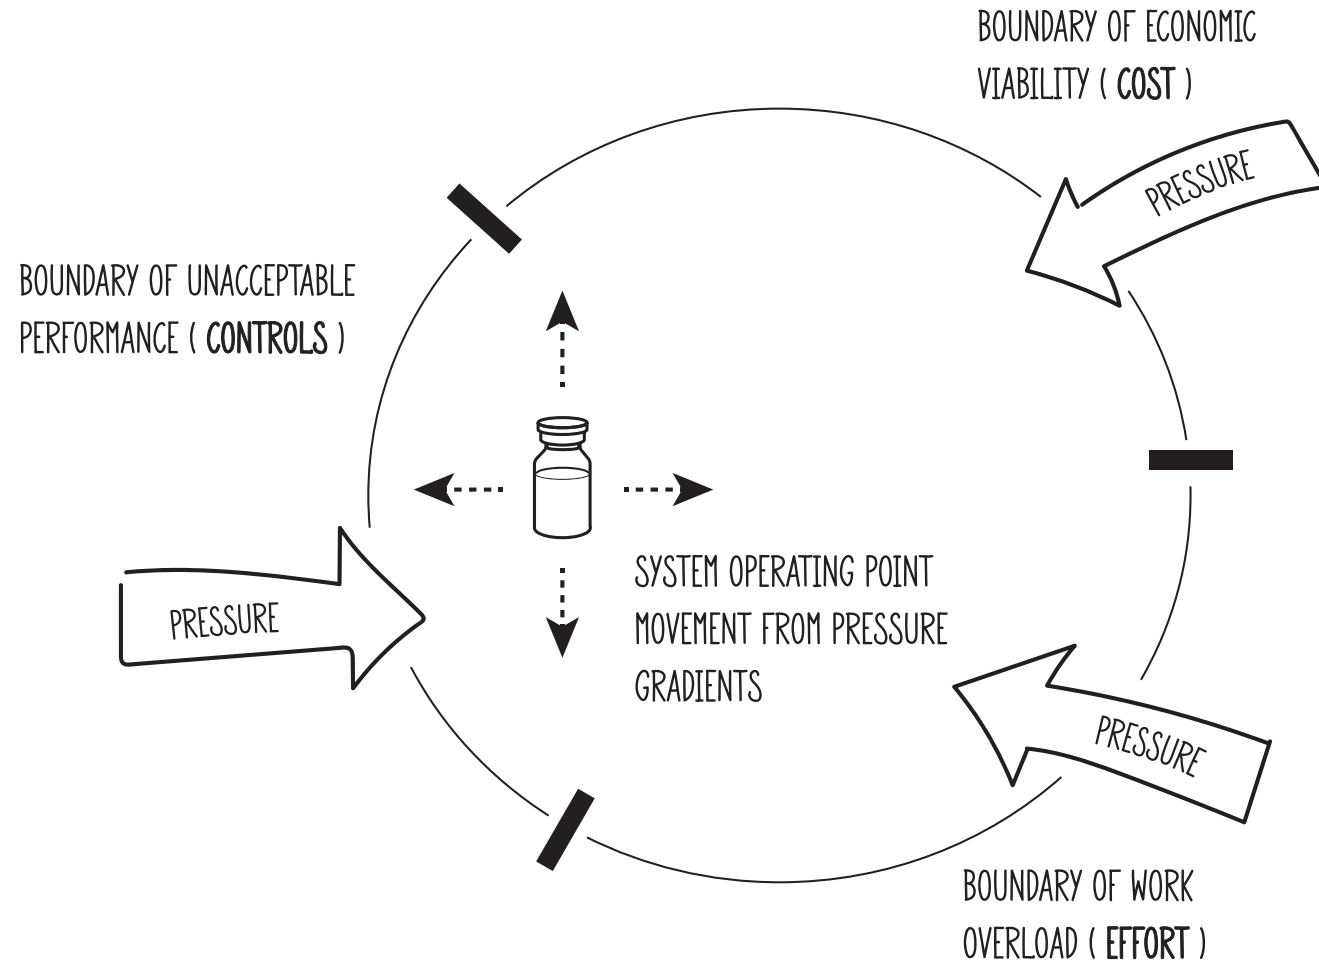 BOUNDARY OF ECONOMIC
VIABILITY ( COST )
PRESSURE
BOUNDARY OF UNACCEPTABLE
PERFORMANCE ( CONTROLS )
PRESSURE
SYSTEM OPERATING POINT
MOVEMENT FROM PRESSURE
GRADIENTS
PRESSURE
BOUNDARY OF WORK
OVERLOAD ( EFFORT )